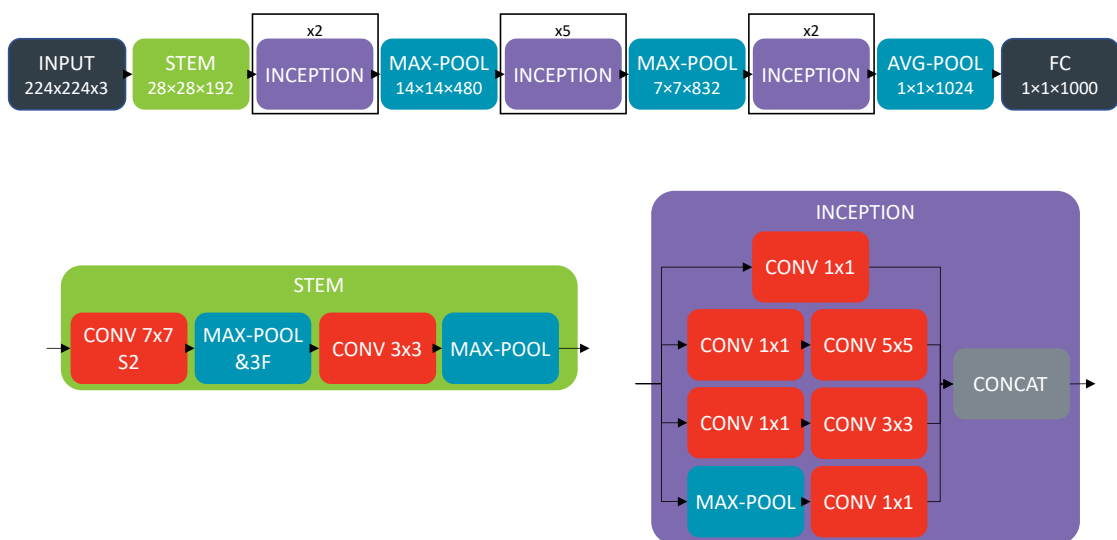 x2
x5
x2
INPUT
224x224x3
STEM
28×28×192
INCEPTION
MAX-POOL
14×14×480
INCEPTION
MAX-POOL
7×7×832
INCEPTION
AVG-POOL
1×1×1024
FC
1×1×1000
STEM
CONV 7x7
S2
MAX-POOL
&3F
CONV 3x3
MAX-POOL
INCEPTION
CONV 1x1
CONV 1x1
CONV 5x5
CONV 1x1
CONV 3x3
MAX-POOL
CONV 1x1
CONCAT